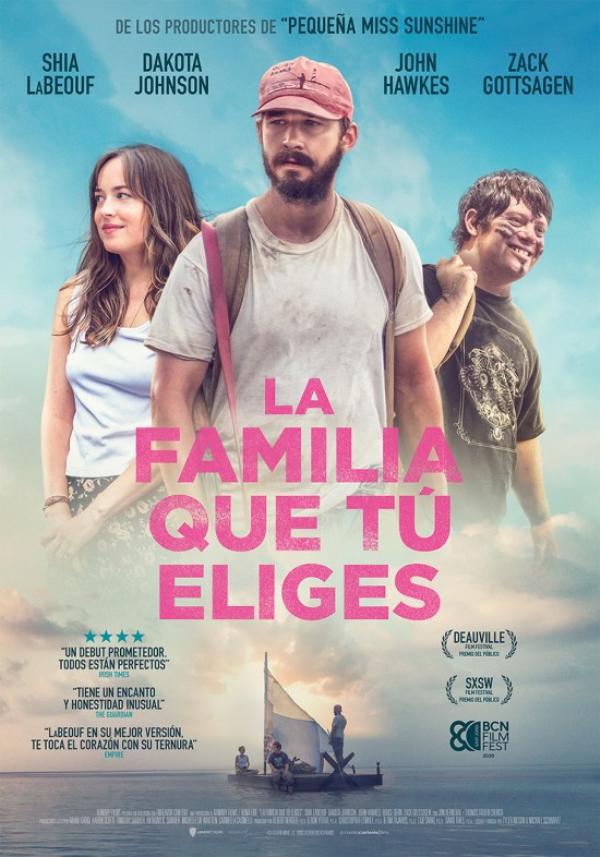 DE LOS PRODUCTORES DE "PEQUEÑA MISS SUNSHINE"
SHIA
LABEOUF
DAKOTA
JOHNSON
JOHN
HAWKES
ZACK
GOTTSAGEN
LA
FAMILIA
QUE TÚ
ELIGES
"UN DEBUT PROMETEDOR.
TODOS ESTÁN PERFECTOS"
IRISH TIMES
"TIENE UN ENCANTO
Y HONESTIDAD INUSUAL"
THE GUARDIAN
"LABEOUF EN SU MEJOR VERSIÓN,
TE TOCA EL CORAZÓN CON SU TERNURA"
EMPIRE
DEAUVILLE
FILM FESTIVAL
PREMIO DEL PÚBLICO
SXSW
FILM FESTIVAL
PREMIO DEL PÚBLICO
BCN
FILM
FEST
2020